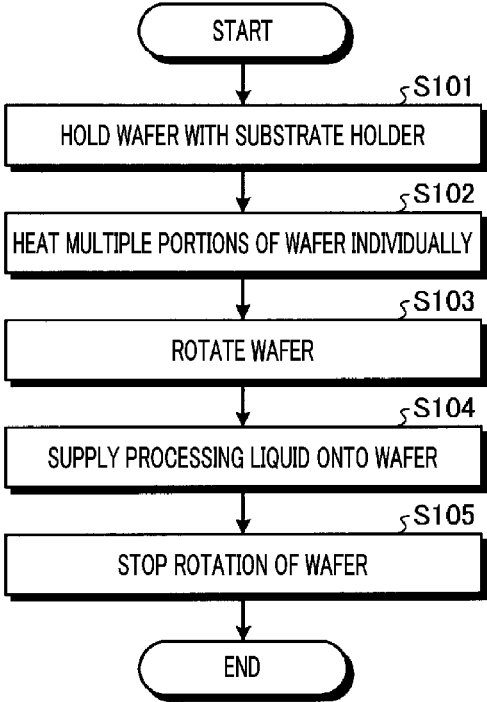 START
S101
HOLD WAFER WITH SUBSTRATE HOLDER
S102
HEAT MULTIPLE PORTIONS OF WAFER INDIVIDUALLY
S103
ROTATE WAFER
S104
SUPPLY PROCESSING LIQUID ONTO WAFER
S105
STOP ROTATION OF WAFER
END